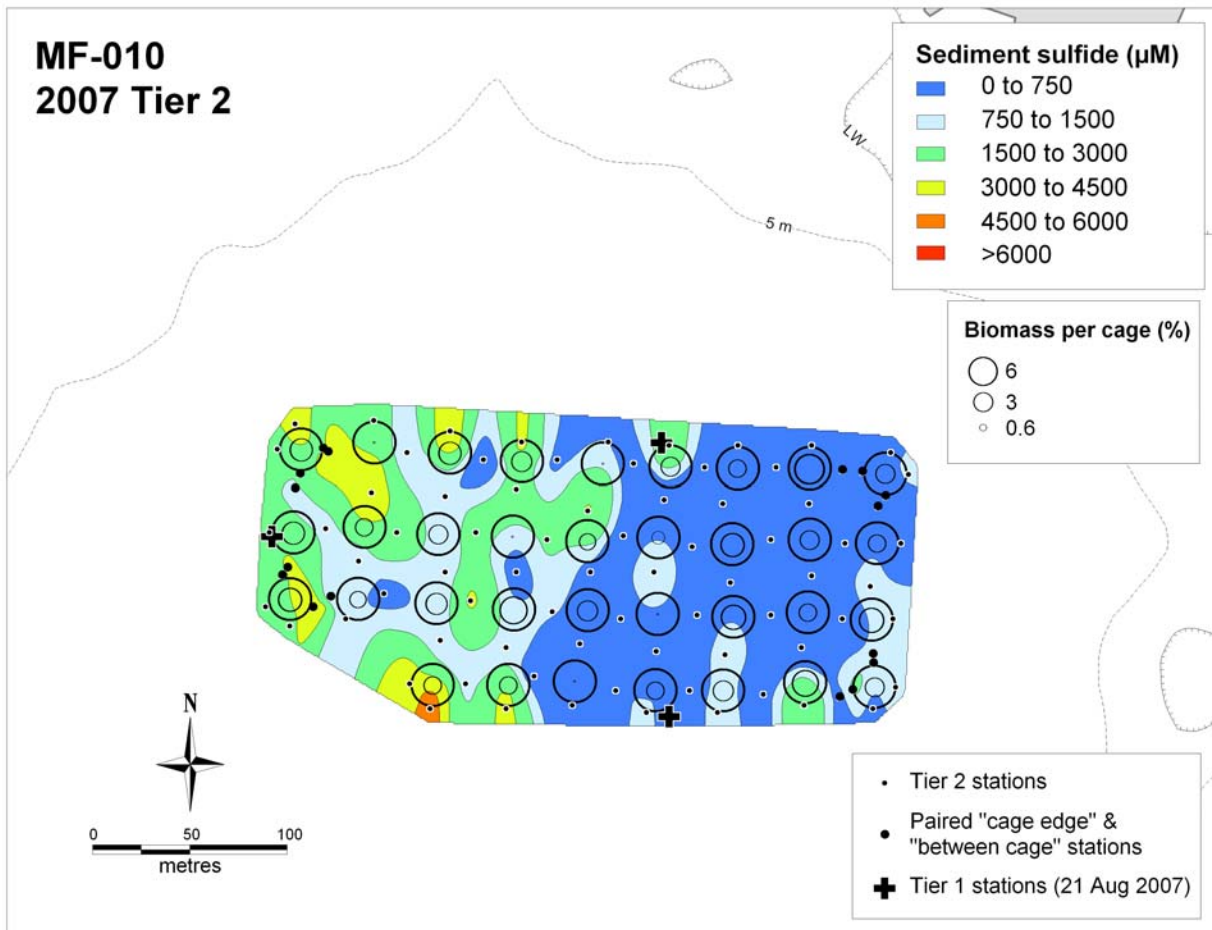 MF-010
2007 Tier 2
Sediment sulfide (µM)
0 to 750
750 to 1500
1500 to 3000
3000 to 4500
4500 to 6000
>6000
LW
5 m
Biomass per cage (%)
6
3
0.6
N
0 50 100
metres
Tier 2 stations
Paired "cage edge" &
"between cage" stations
Tier 1 stations (21 Aug 2007)